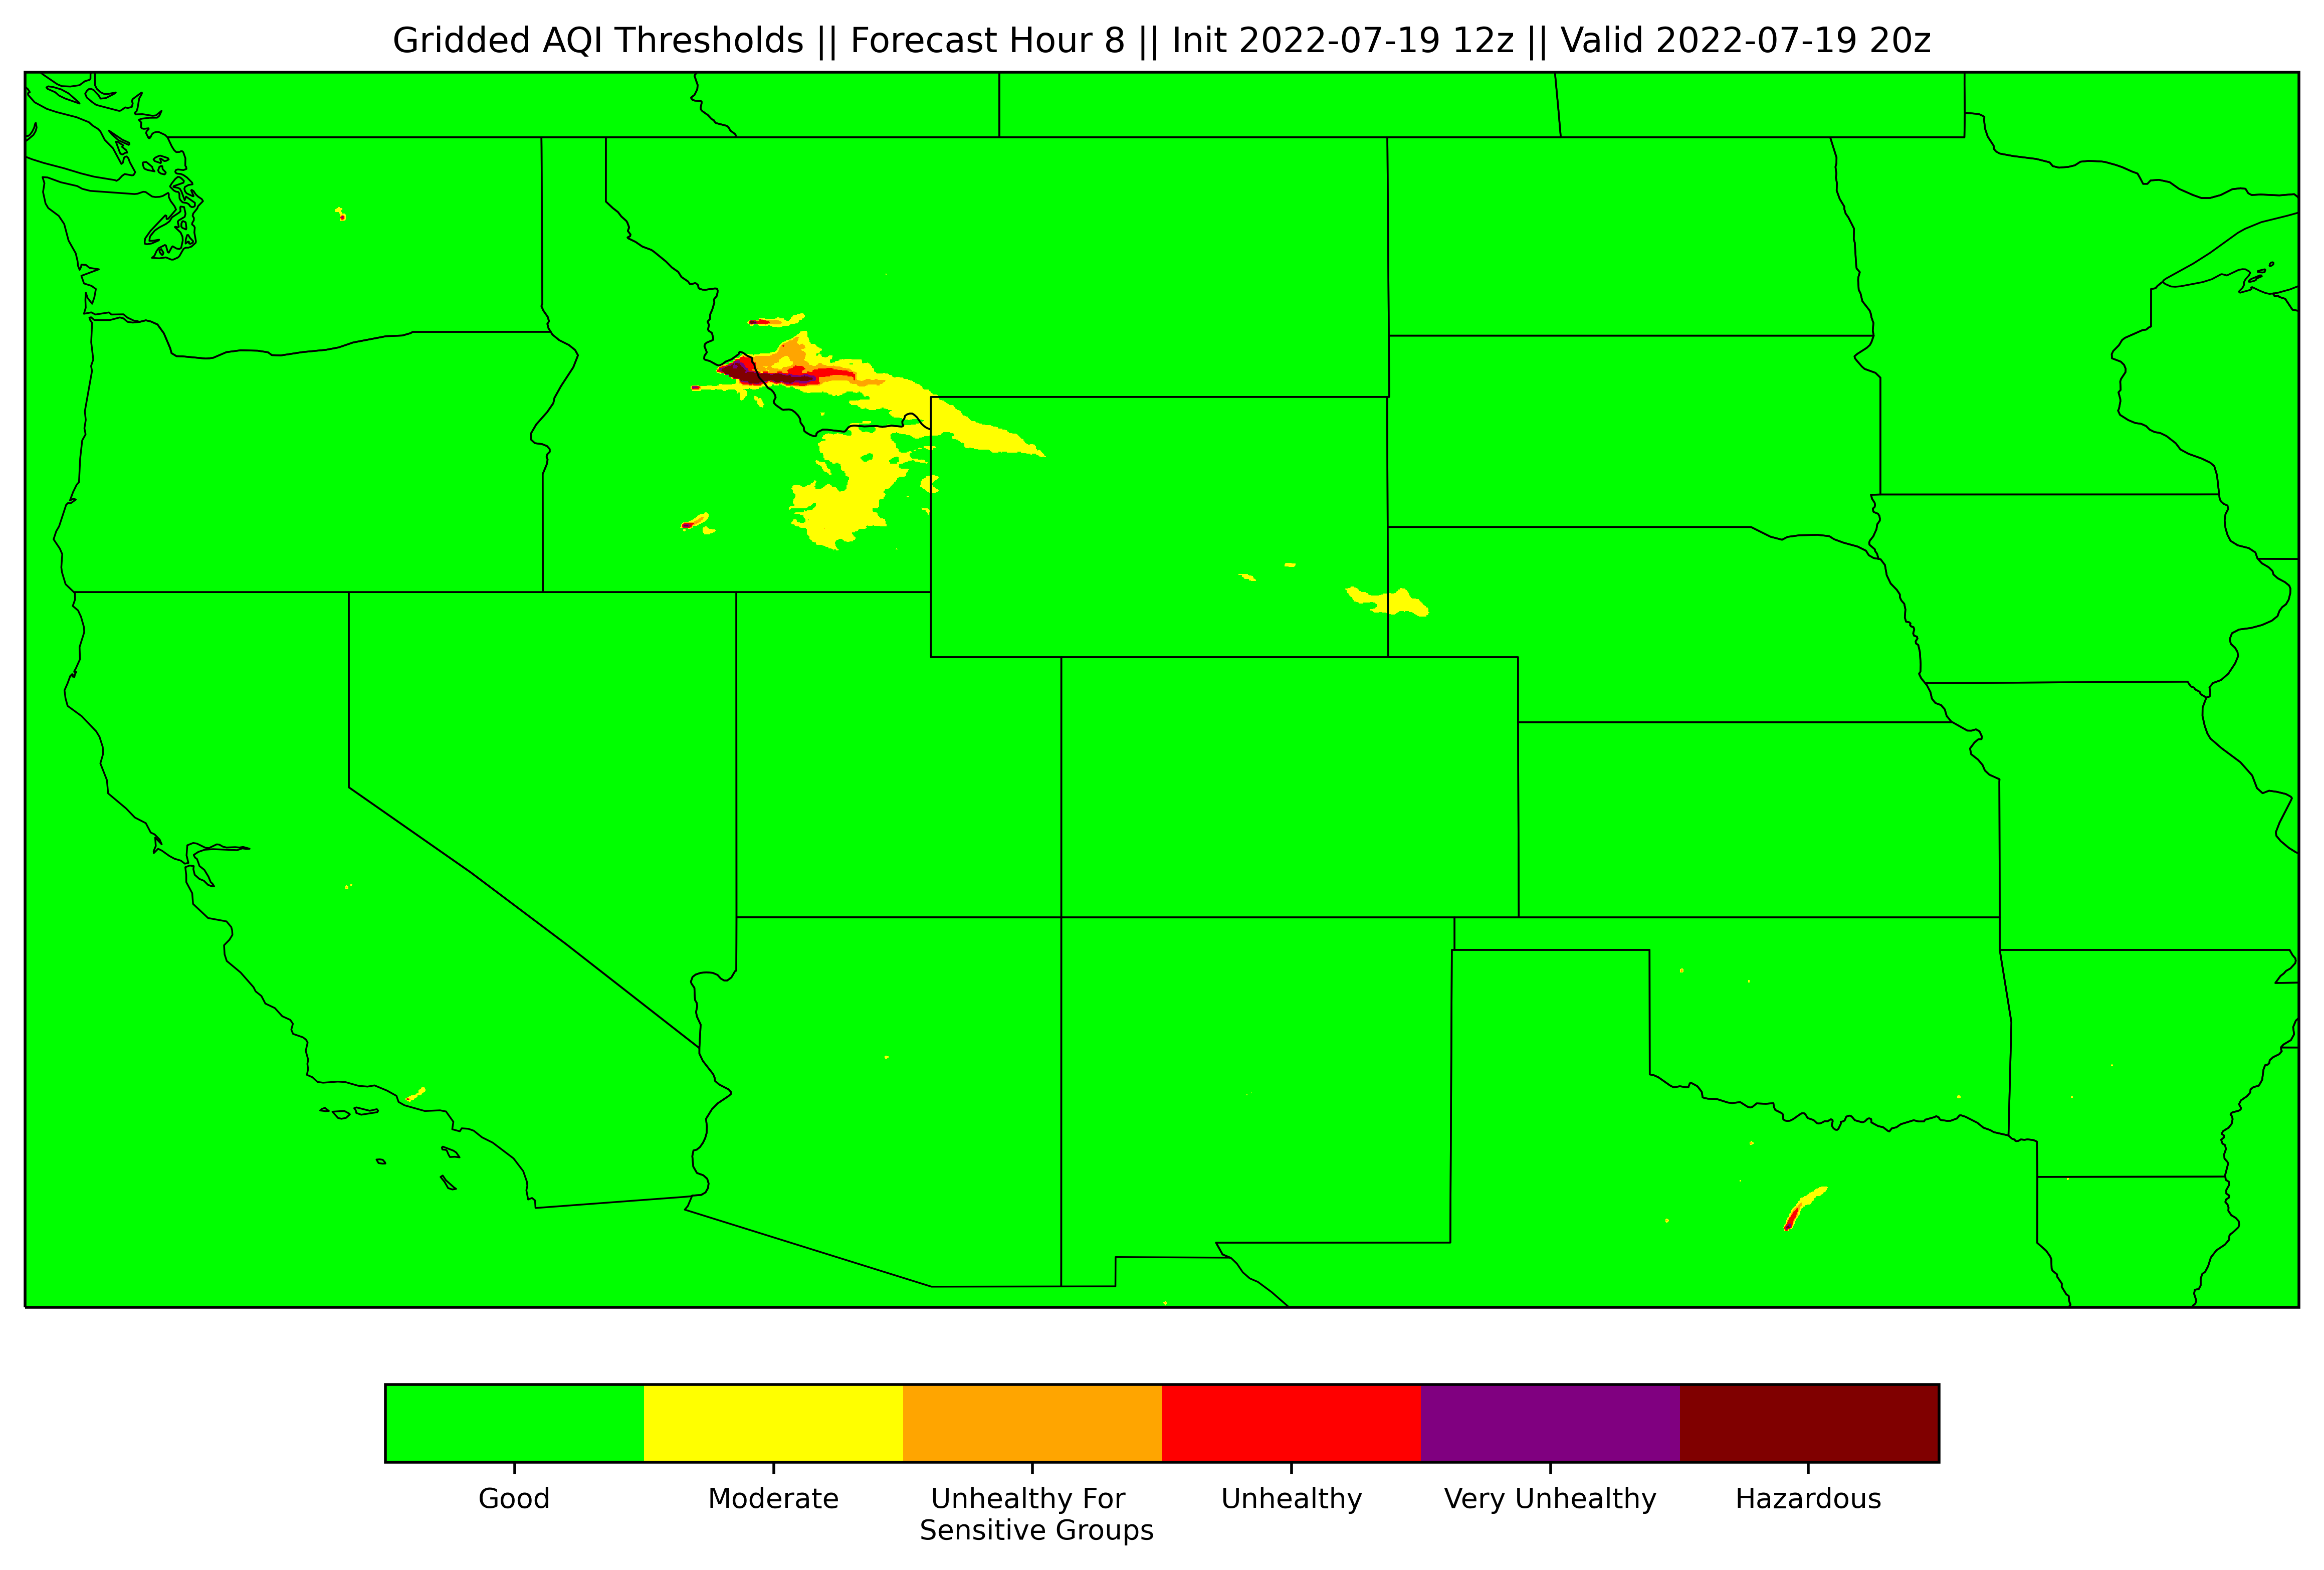 Gridded AQI Thresholds || Forecast Hour 8 || Init 2022-07-19 12z || Valid 2022-07-19 20z
Good
Moderate
Unhealthy For
Sensitive Groups
Unhealthy
Very Unhealthy
Hazardous